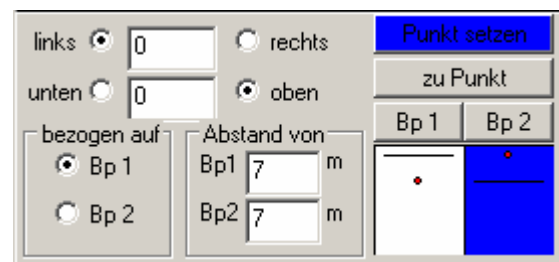 links 0 rechts
unten 0 oben
Punkt setzen
zu Punkt
Bp 1 Bp 2
bezogen auf
Bp 1
Bp 2
Abstand von
Bp1 7 m
Bp2 7 m